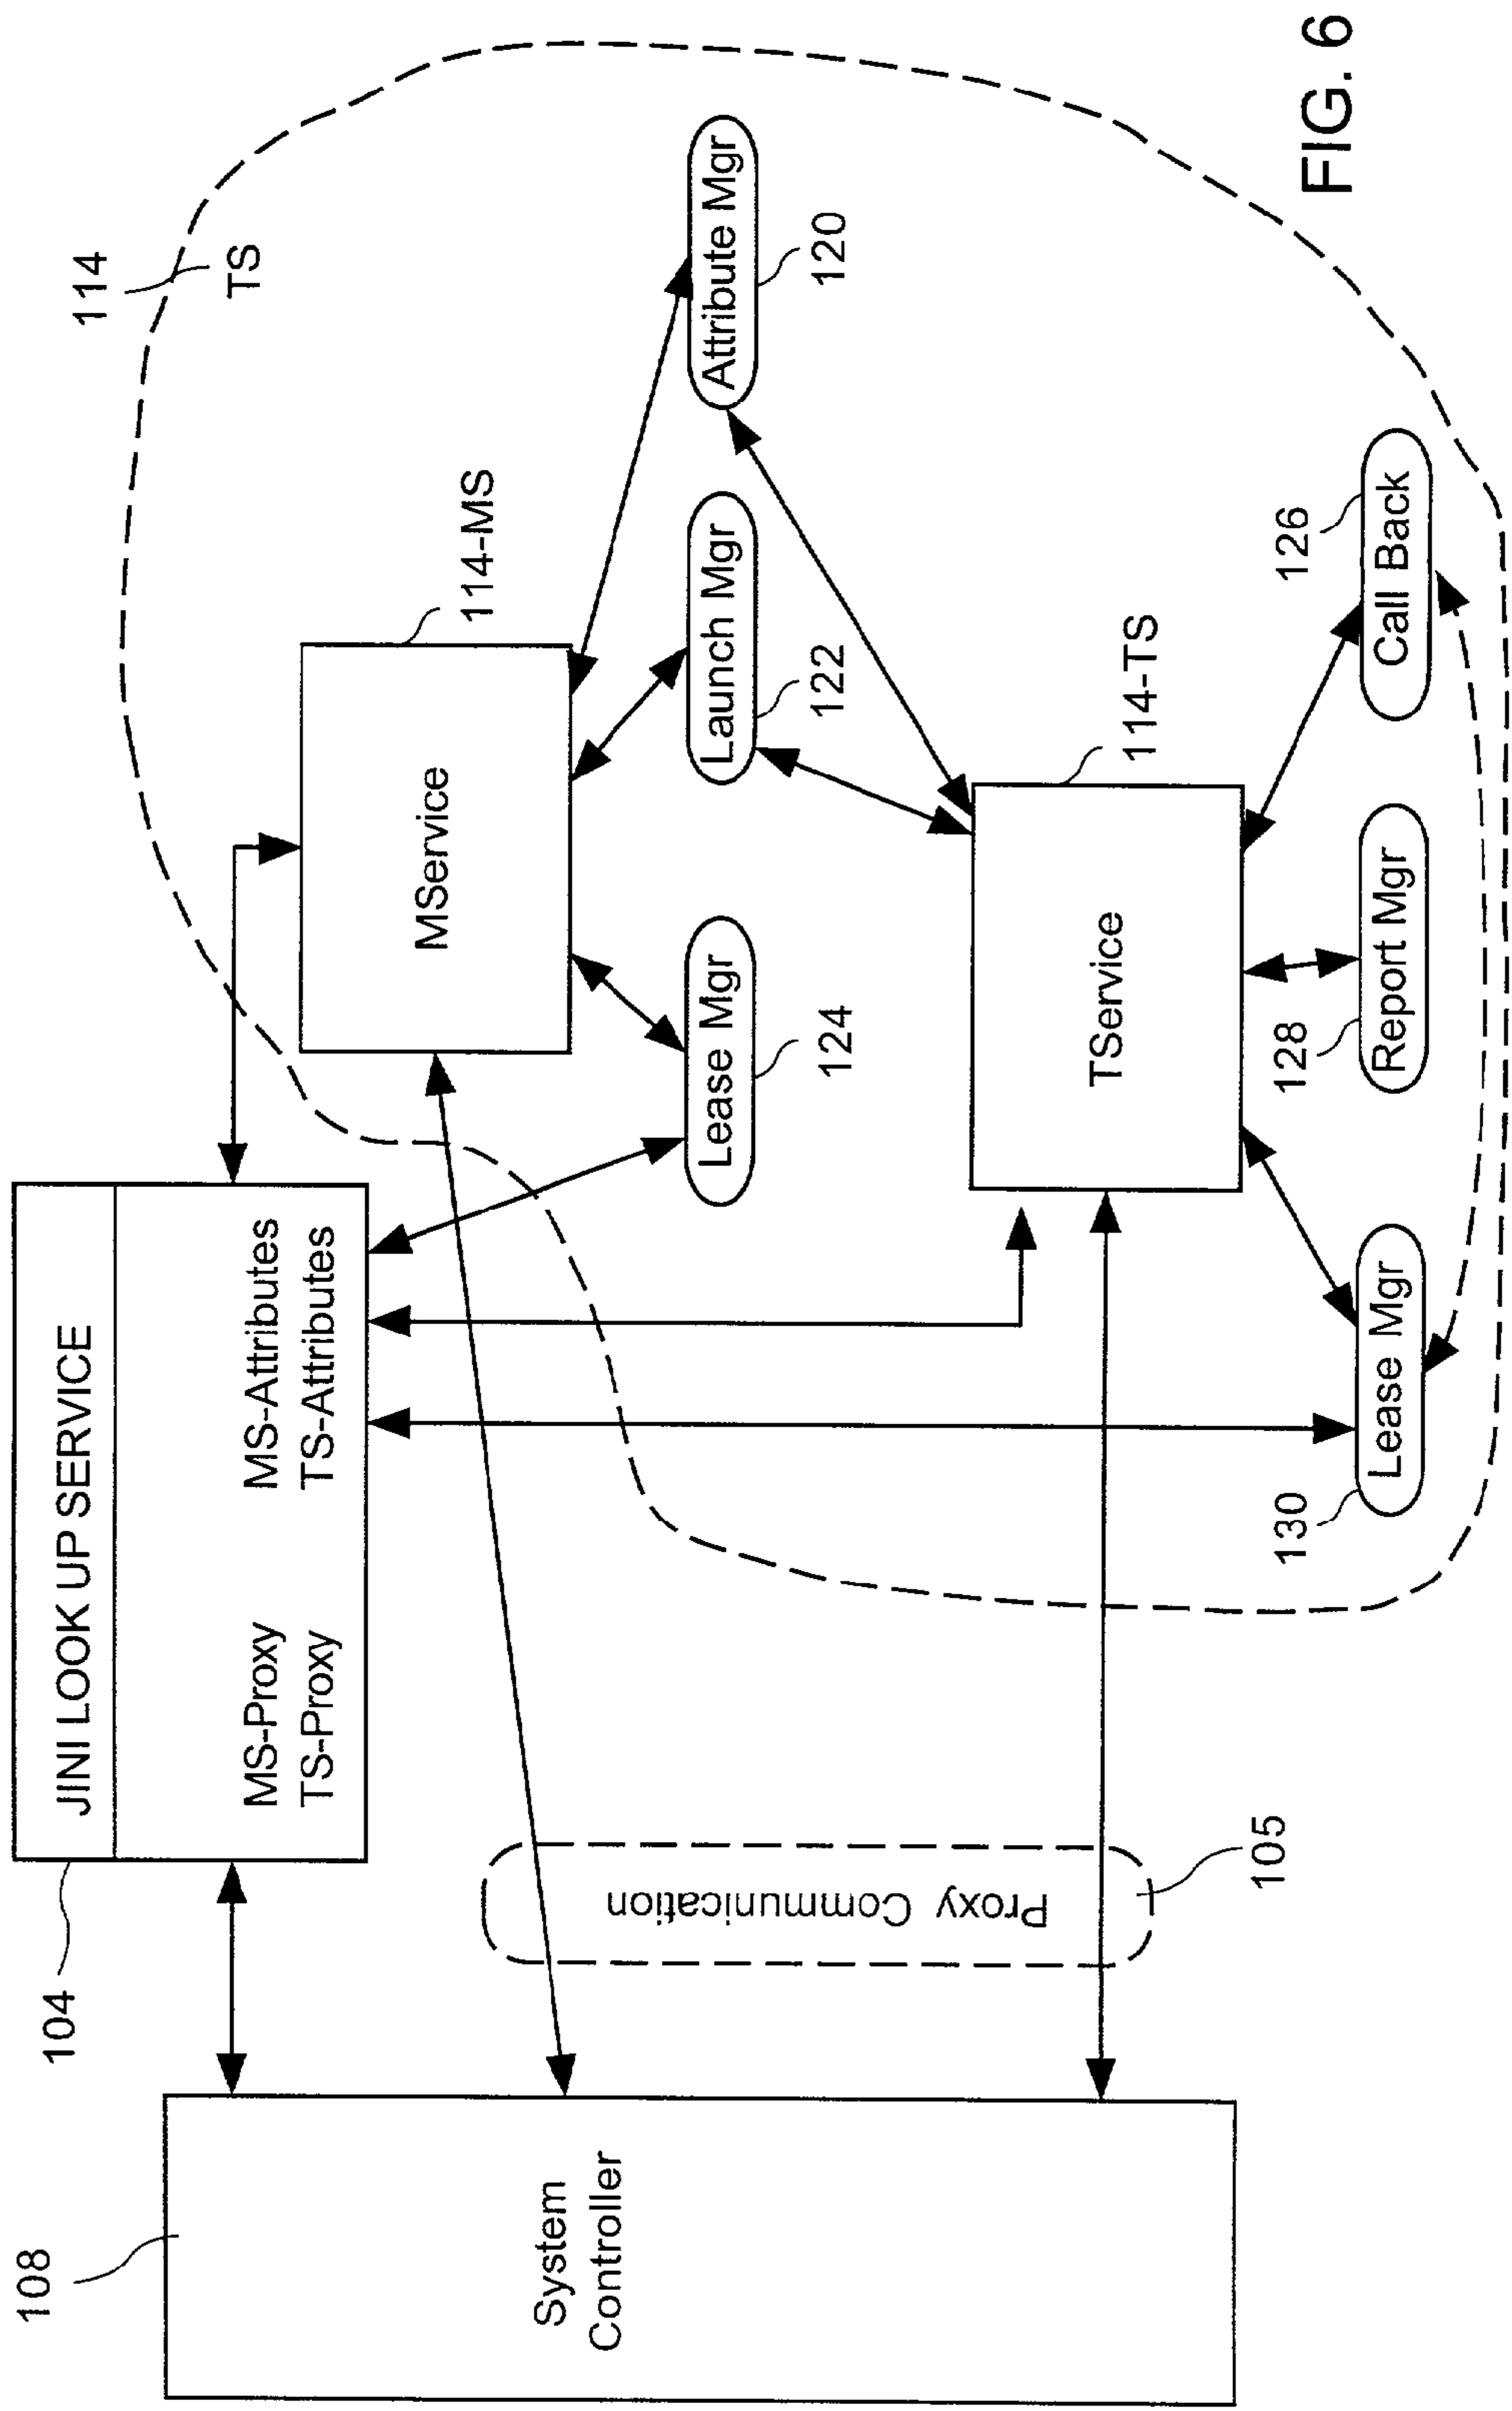 108
104
114
TS
JINI LOOK UP SERVICE
MS-Proxy
MS-Attributes
TS-Proxy
TS-Attributes
System
Controller
Proxy Communication
105
MService
114-MS
Lease Mgr
124
Launch Mgr
122
Attribute Mgr
120
TService
114-TS
130
Lease Mgr
128
Report Mgr
126
Call Back
FIG. 6